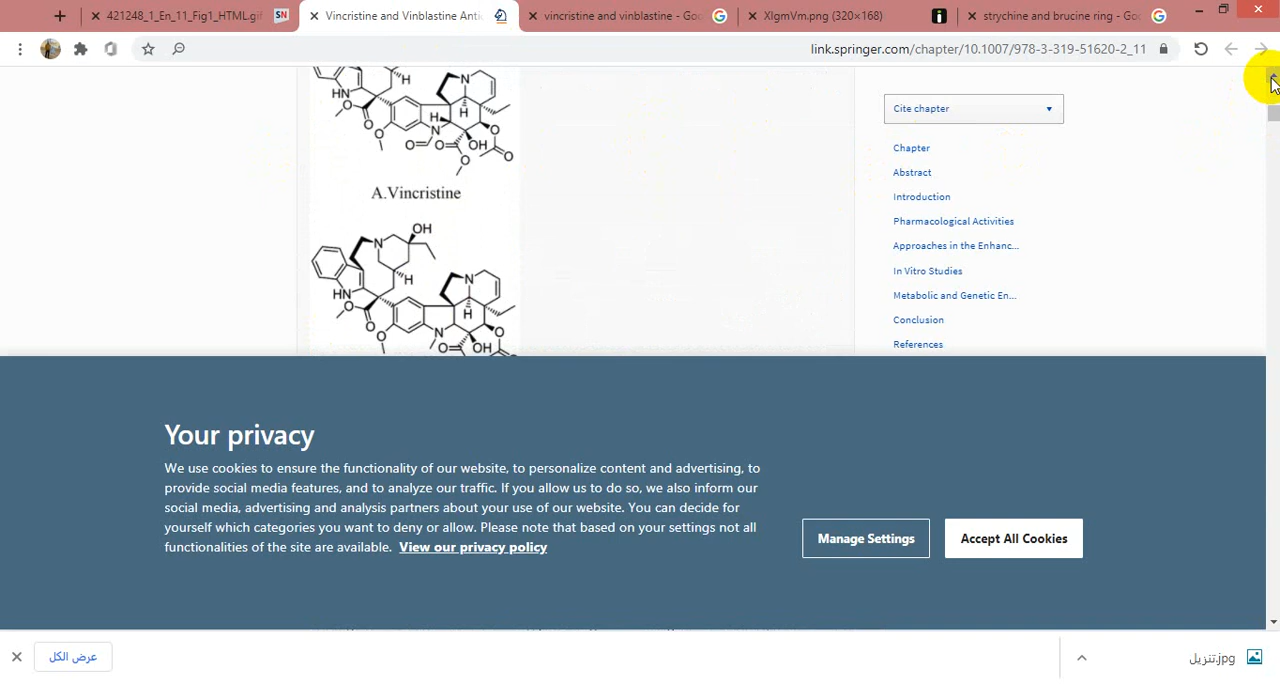 421248_1_En_11_Fig1_HTML.gif
Vincristine and Vinblastine Antic
vincristine and vinblastine - Goo
XIgmVm.png (320×168)
strychine and brucine ring - Goo
link.springer.com/chapter/10.1007/978-3-319-51620-2_11
Cite chapter
Chapter
Abstract
Introduction
Pharmacological Activities
Approaches in the Enhanc...
In Vitro Studies
Metabolic and Genetic En...
Conclusion
References
H
N
HN
O
O
H
H
N
O
O
O
OH
O
O
O
A.Vincristine
OH
N
H
N
HN
O
O
H
O
N
O
OH
O
Your privacy
We use cookies to ensure the functionality of our website, to personalize content and advertising, to
provide social media features, and to analyze our traffic. If you allow us to do so, we also inform our
social media, advertising and analysis partners about your use of our website. You can decide for
yourself which categories you want to deny or allow. Please note that based on your settings not all
functionalities of the site are available. View our privacy policy
Manage Settings
Accept All Cookies
عرض الكل
تنزيل.jpg